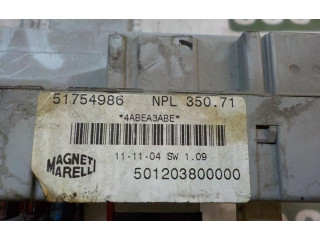 51754986 NPL 350.71
*4ABEA3ABE*
11-11-04 SW 1.09
MAGNETI
MARELLI
501203800000